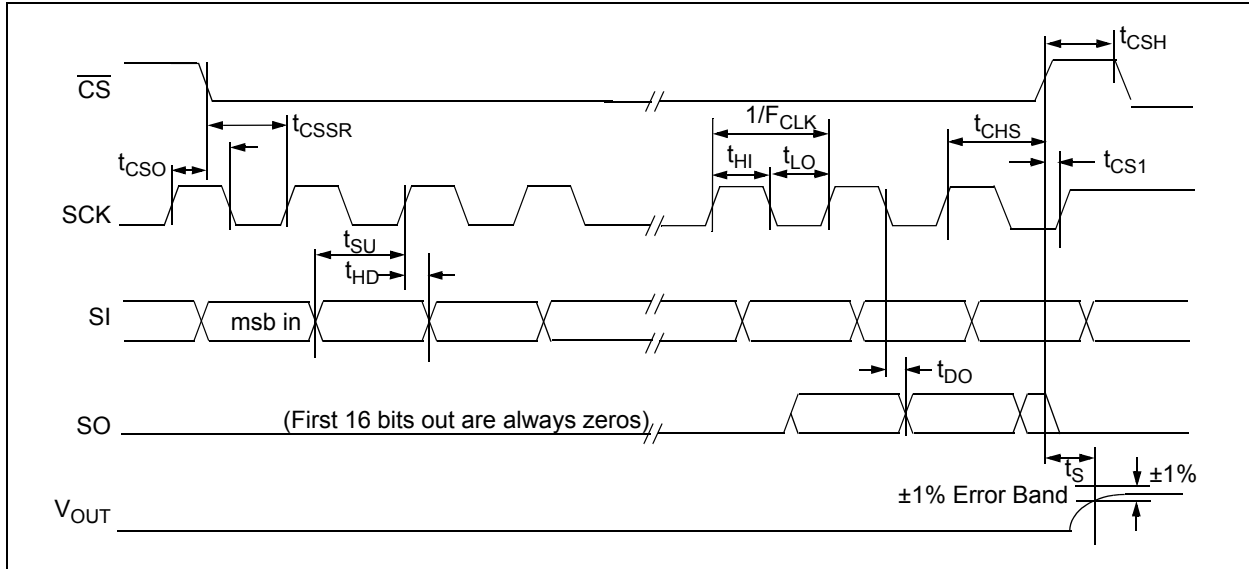 tCSH
CS
1/FCLK
tCSSR
tCHS
tCSO
tHI
tLO
tCS1
SCK
tSU
tHD
SI
msb in
tDO
SO
(First 16 bits out are always zeros)
tS
±1%
±1% Error Band
VOUT